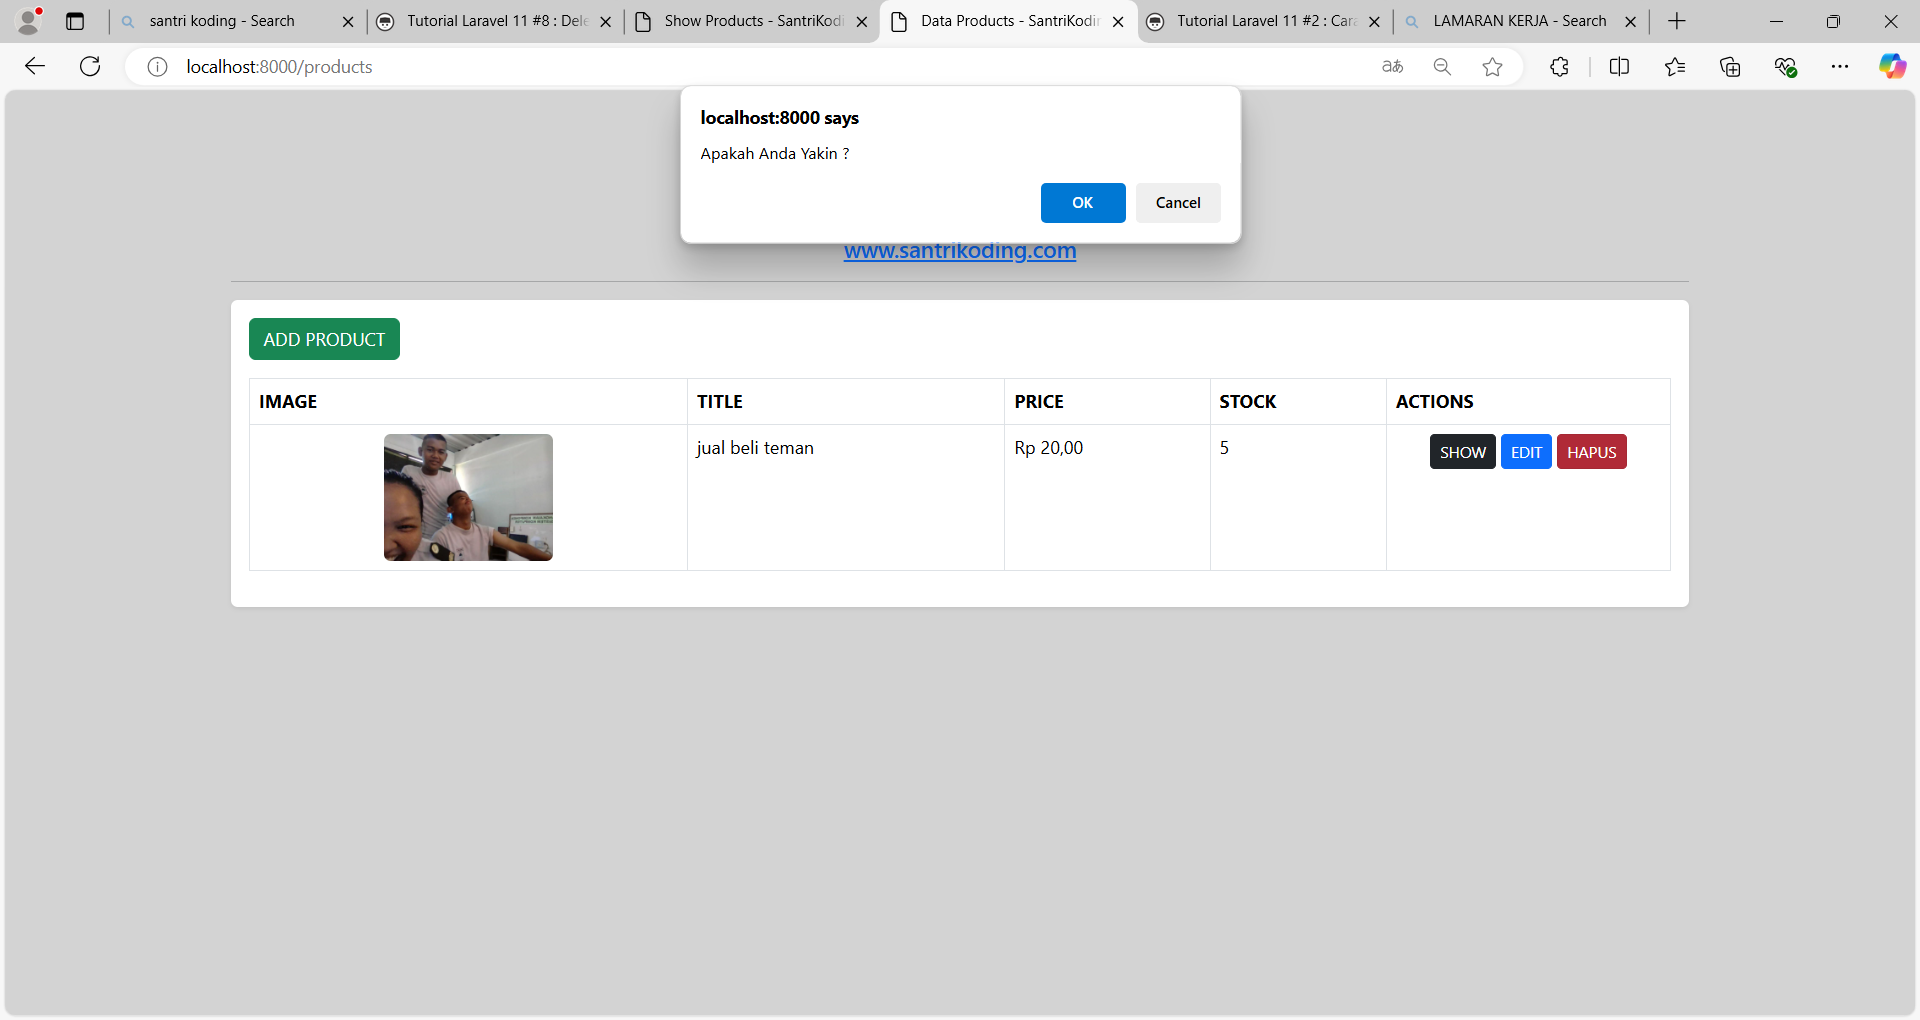 santri koding - Search
Tutorial Laravel 11 #8 : Dele
Show Products - SantriKodi
Data Products - SantriKodin
Tutorial Laravel 11 #2 : Cara
LAMARAN KERJA - Search
localhost:8000/products
localhost:8000 says
Apakah Anda Yakin ?
OK
Cancel
www.santrikoding.com
ADD PRODUCT
IMAGE
TITLE
PRICE
STOCK
ACTIONS
jual beli teman
Rp 20,00
5
SHOW
EDIT
HAPUS